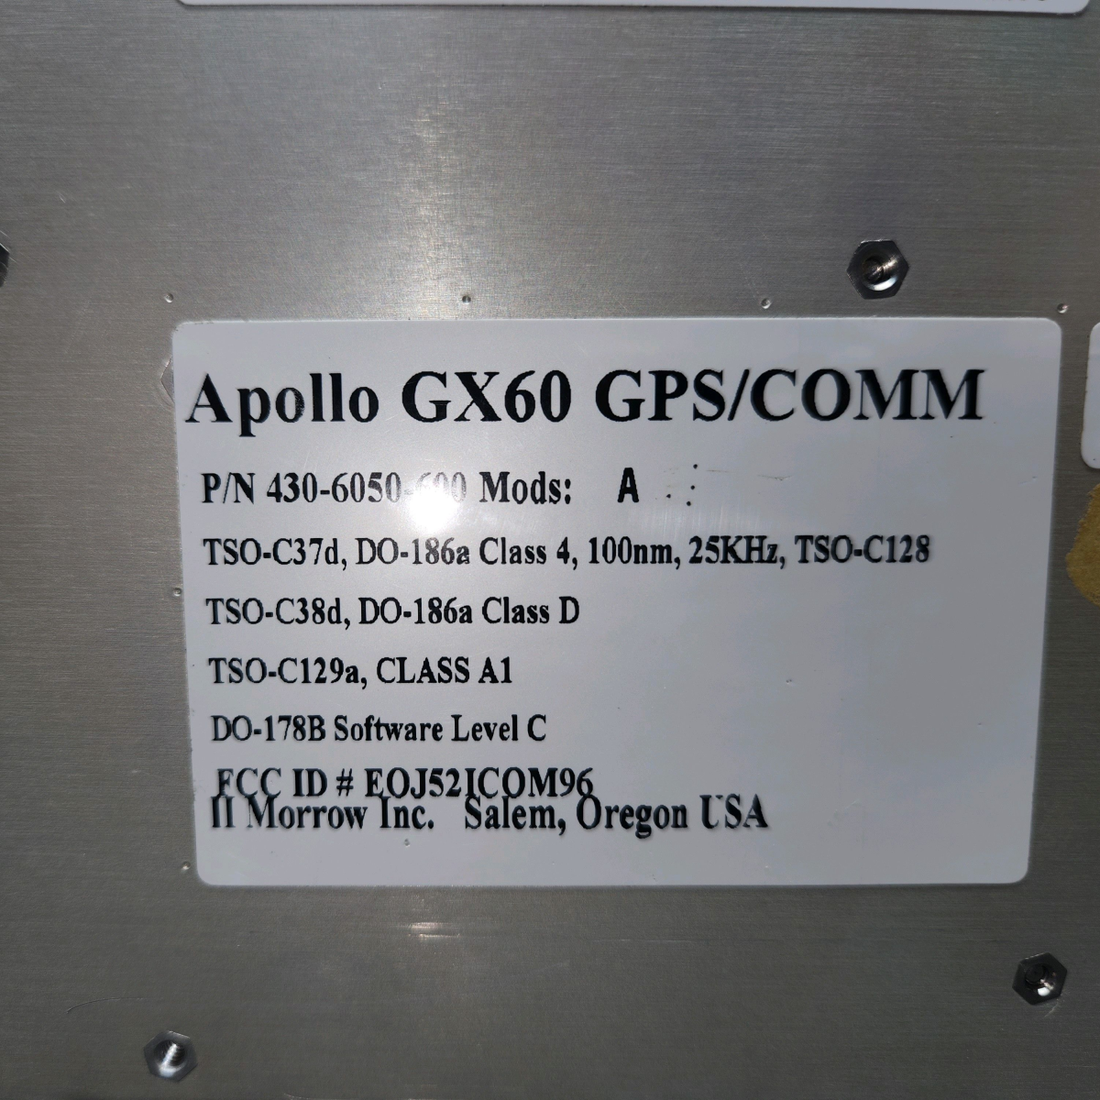 Apollo GX60 GPS/COMM
P/N 430-6050-600 Mods: A
TSO-C37d, DO-186a Class 4, 100nm, 25KHz, TSO-C128
TSO-C38d, DO-186a Class D
TSO-C129a, CLASS A1
DO-178B Software Level C
FCC ID # EOJ52ICOM96
II Morrow Inc. Salem, Oregon USA